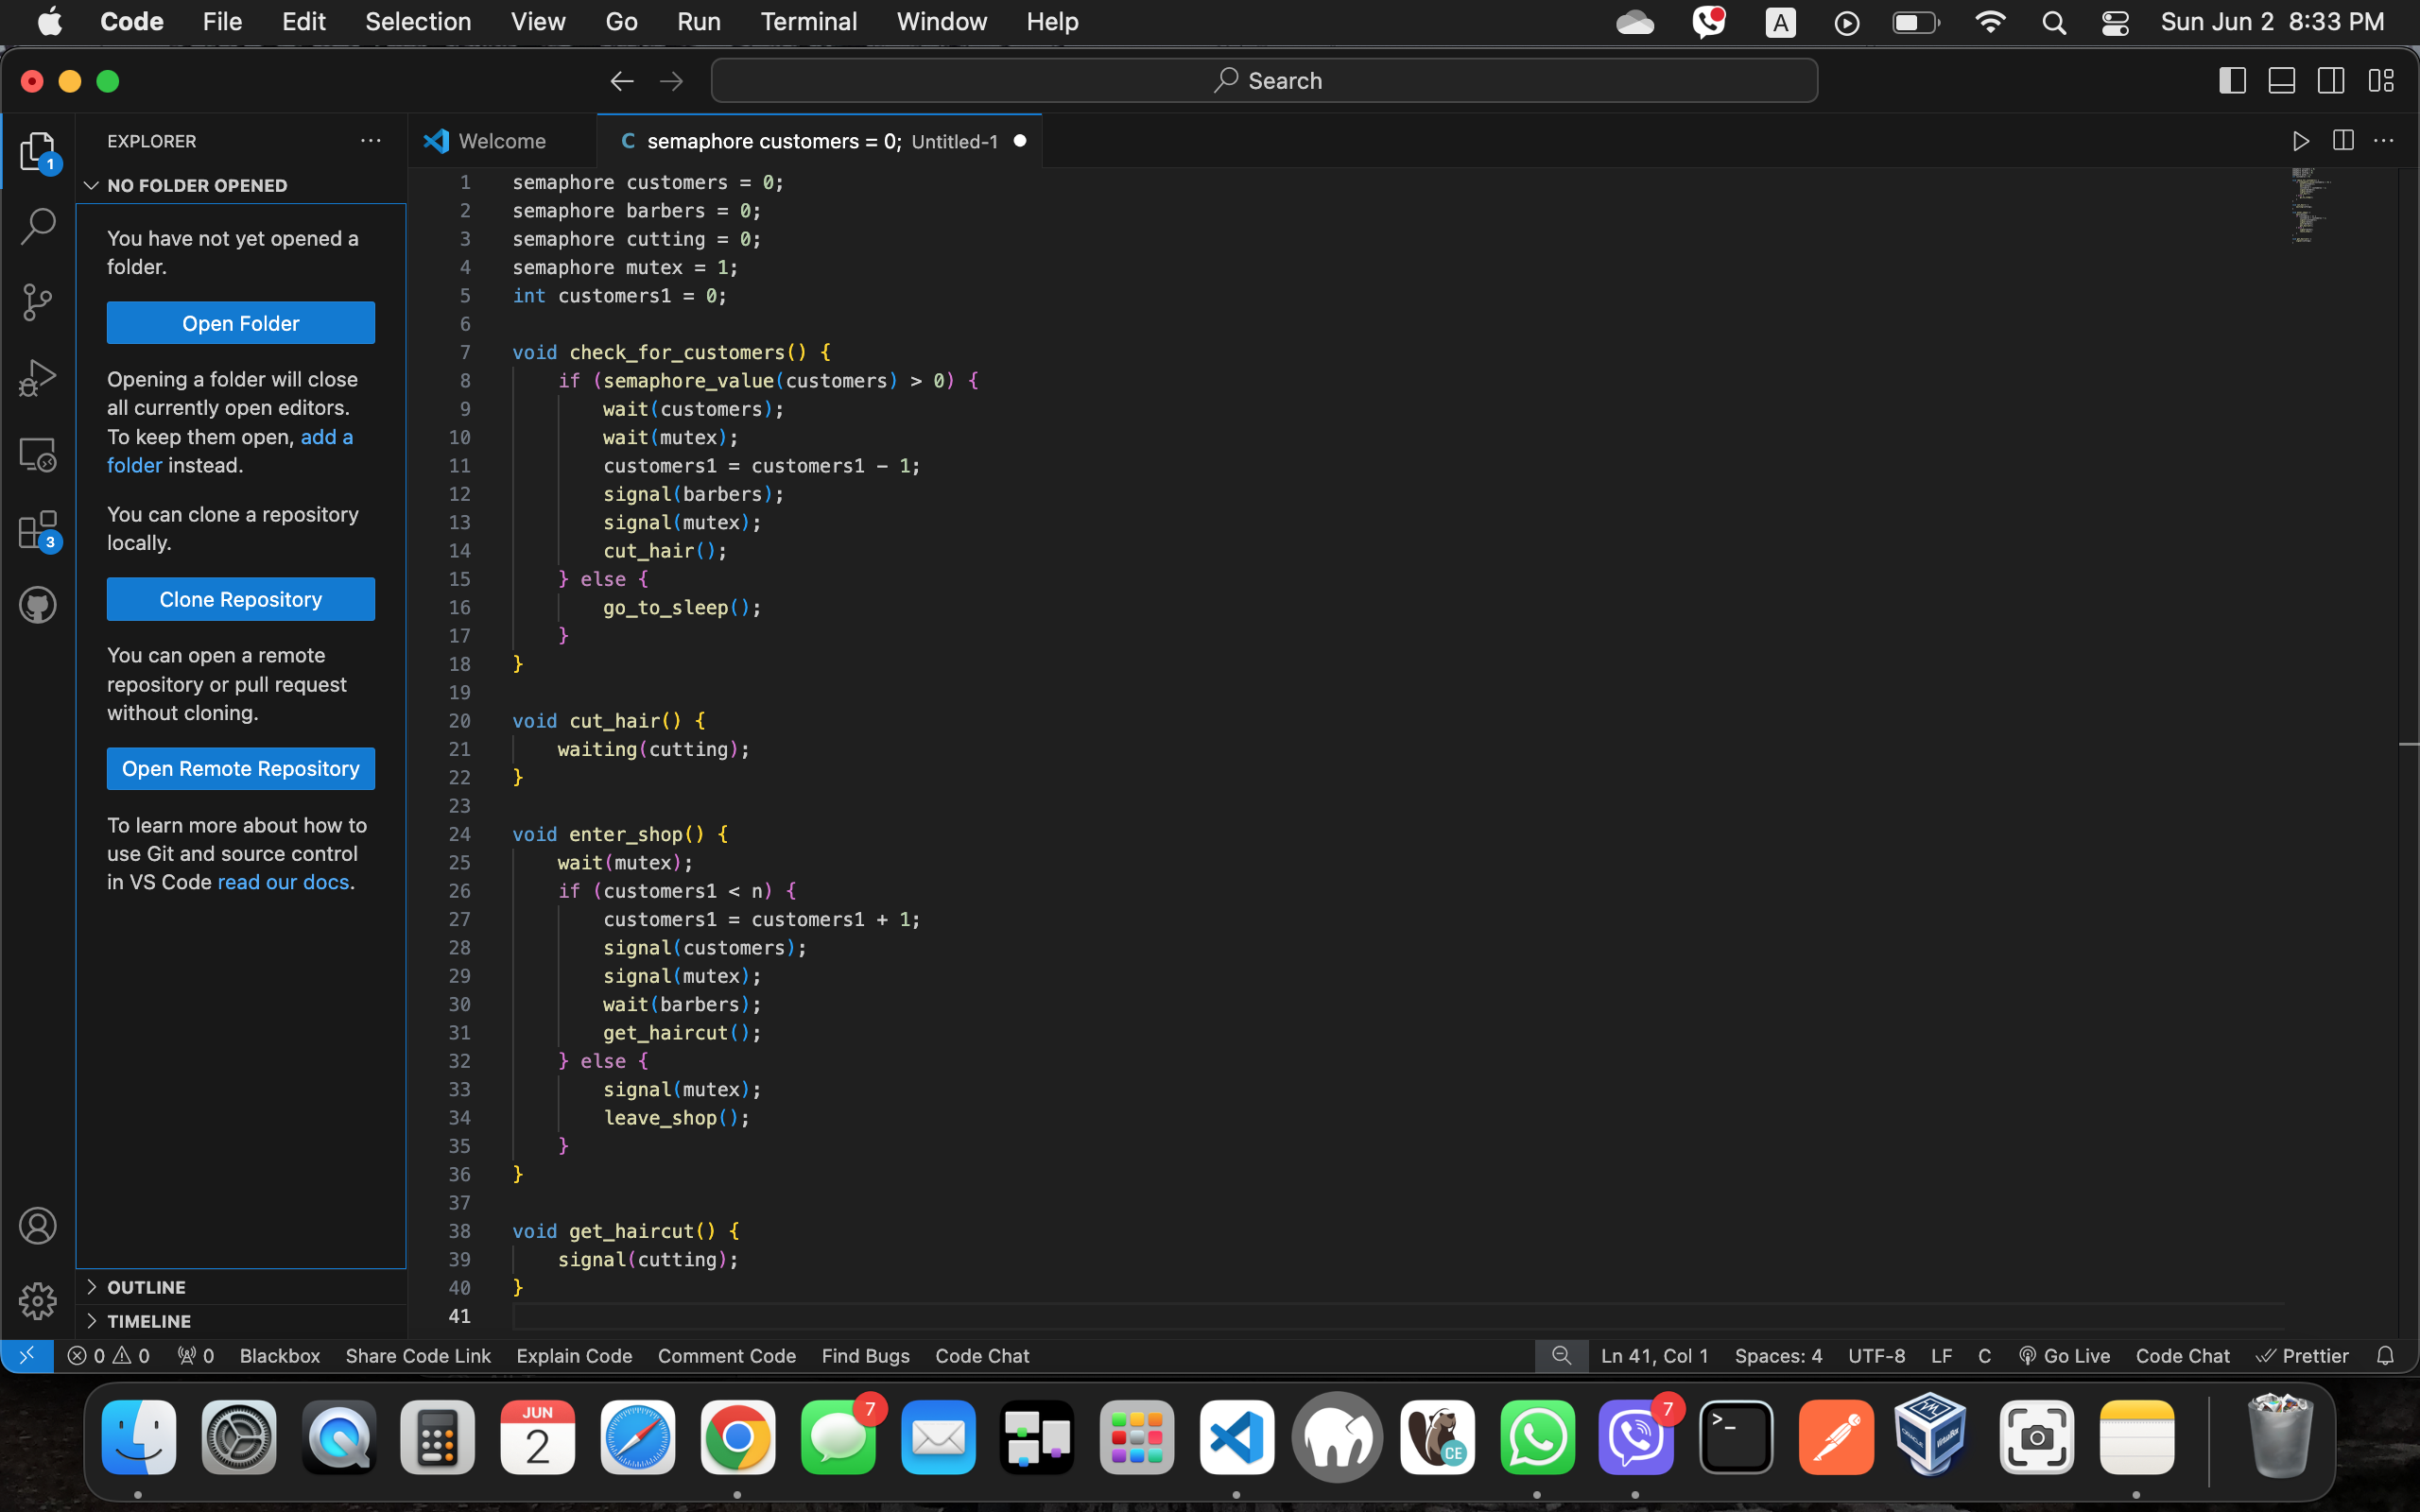 Code File Edit Selection View Go Run Terminal Window Help A Sun Jun 2 8:33 PM
Search
EXPLORER
NO FOLDER OPENED
You have not yet opened a
folder.
Open Folder
Opening a folder will close
all currently open editors.
To keep them open, add a
folder instead.
You can clone a repository
locally.
Clone Repository
You can open a remote
repository or pull request
without cloning.
Open Remote Repository
To learn more about how to
use Git and source control
in VS Code read our docs.
OUTLINE
TIMELINE
1
3
Welcome
C semaphore customers = 0; Untitled-1
1 semaphore customers = 0;
2 semaphore barbers = 0;
3 semaphore cutting = 0;
4 semaphore mutex = 1;
5 int customers1 = 0;
6
7 void check_for_customers() {
8 if (semaphore_value(customers) > 0) {
9 wait(customers);
10 wait(mutex);
11 customers1 = customers1 - 1;
12 signal(barbers);
13 signal(mutex);
14 cut_hair();
15 } else {
16 go_to_sleep();
17 }
18 }
19
20 void cut_hair() {
21 waiting(cutting);
22 }
23
24 void enter_shop() {
25 wait(mutex);
26 if (customers1 < n) {
27 customers1 = customers1 + 1;
28 signal(customers);
29 signal(mutex);
30 wait(barbers);
31 get_haircut();
32 } else {
33 signal(mutex);
34 leave_shop();
35 }
36 }
37
38 void get_haircut() {
39 signal(cutting);
40 }
41
0 0 0 Blackbox Share Code Link Explain Code Comment Code Find Bugs Code Chat Ln 41, Col 1 Spaces: 4 UTF-8 LF C Go Live Code Chat Prettier
JUN
2
7
CE
7
>_